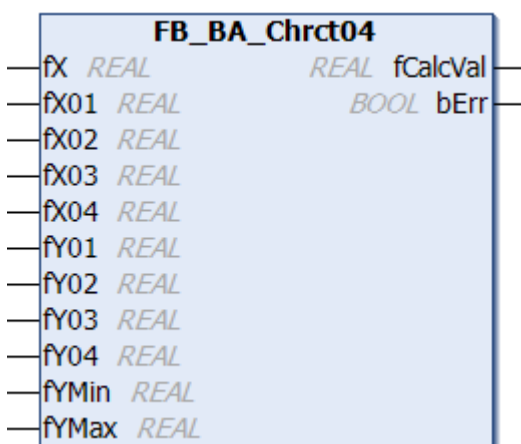 FB_BA_Chrct04
fX REAL REAL fCalcVal
fX01 REAL BOOL bErr
fX02 REAL
fX03 REAL
fX04 REAL
fY01 REAL
fY02 REAL
fY03 REAL
fY04 REAL
fYMin REAL
fYMax REAL